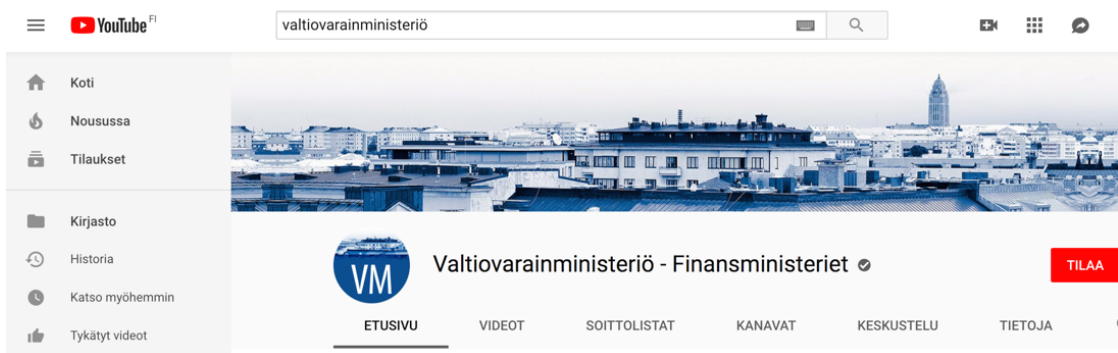 YouTube FI
valtiovarainministeriö
Koti
Nousussa
Tilaukset
Kirjasto
Historia
Katso myöhemmin
Tykätyt videot
VM
Valtiovarainministeriö - Finansministeriet
TILAA
ETUSIVU VIDEOT SOITTOLISTAT KANAVAT KESKUSTELU TIETOJA